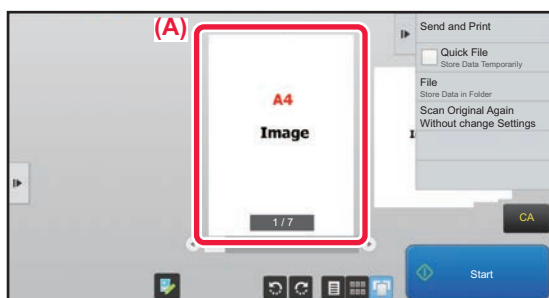 (A)
Send and Print
Quick File
Store Data Temporarily
A4
File
Store Data in Folder
Image
Scan Original Again
Without change Settings
I
1 / 7
CA
Start